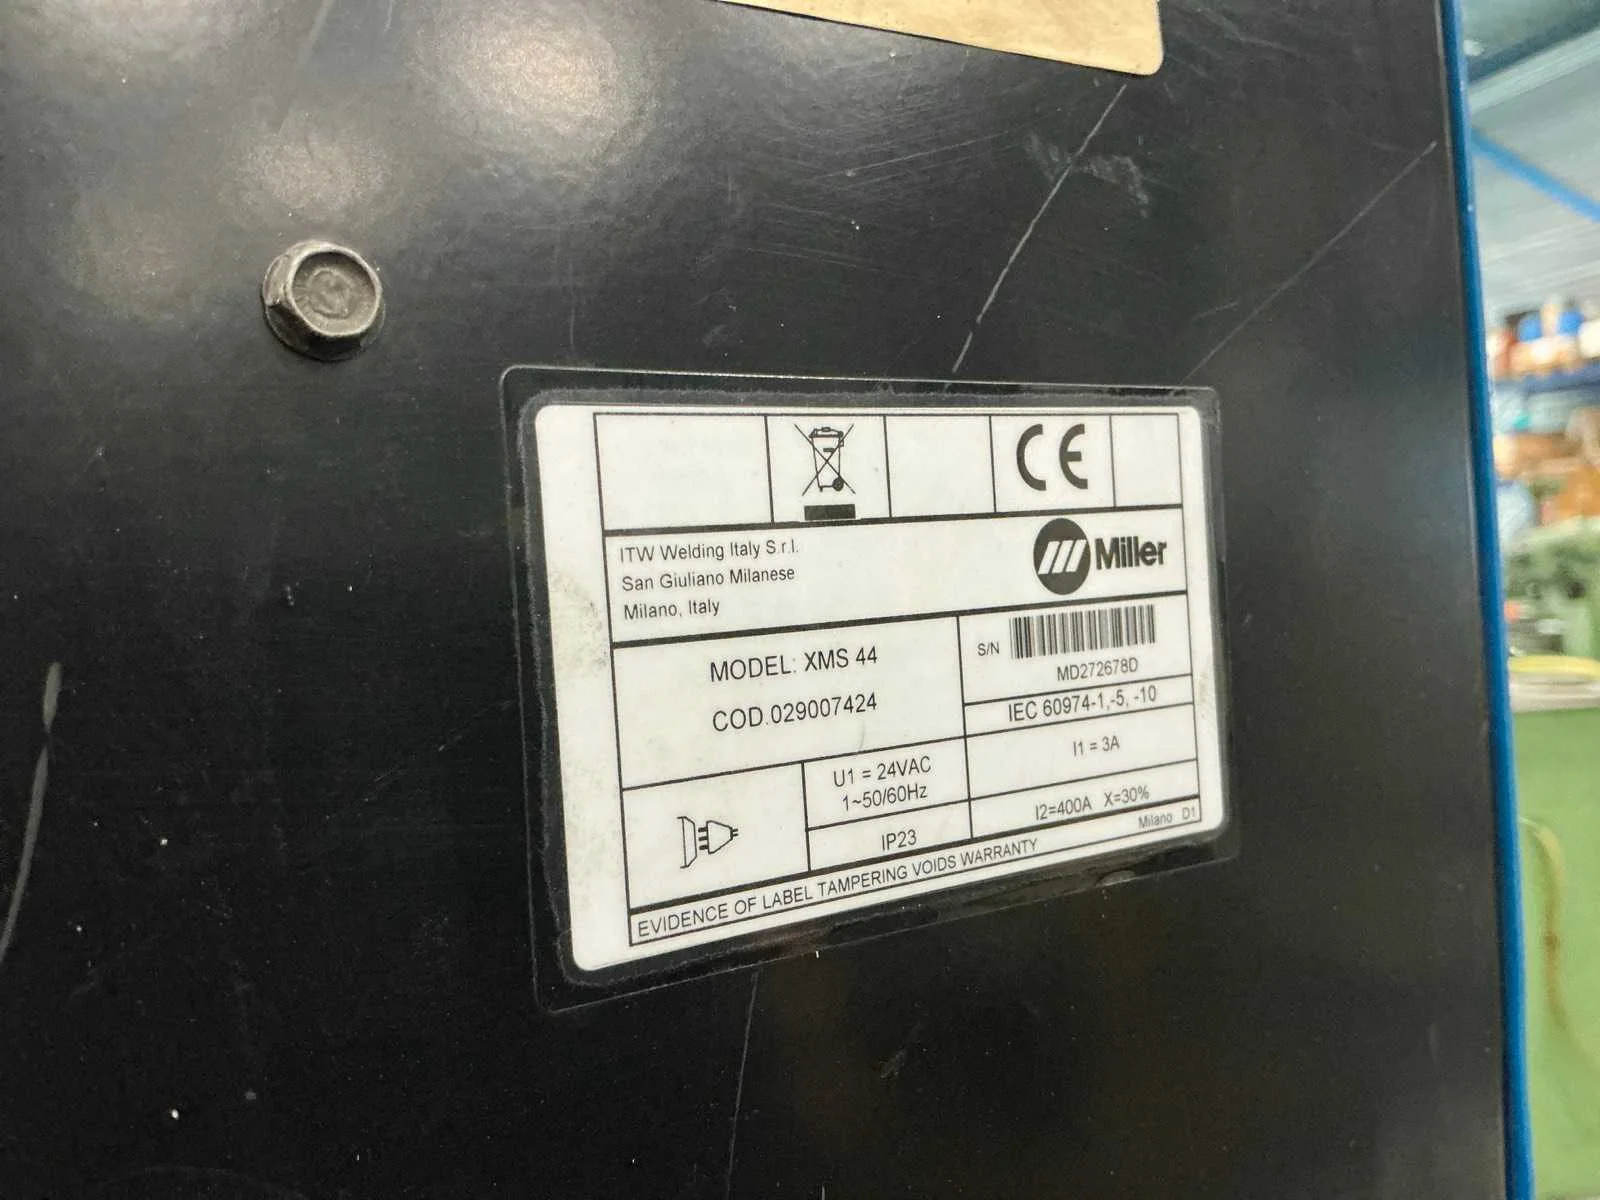 CE
ITW Welding Italy S.r.l.
San Giuliano Milanese
Milano, Italy
Miller
MODEL: XMS 44
COD.029007424
S/N
MD272678D
IEC 60974-1,-5, -10
U1 = 24VAC
1~50/60Hz
I1 = 3A
IP23
I2=400A X=30%
EVIDENCE OF LABEL TAMPERING VOIDS WARRANTY
Milano D1